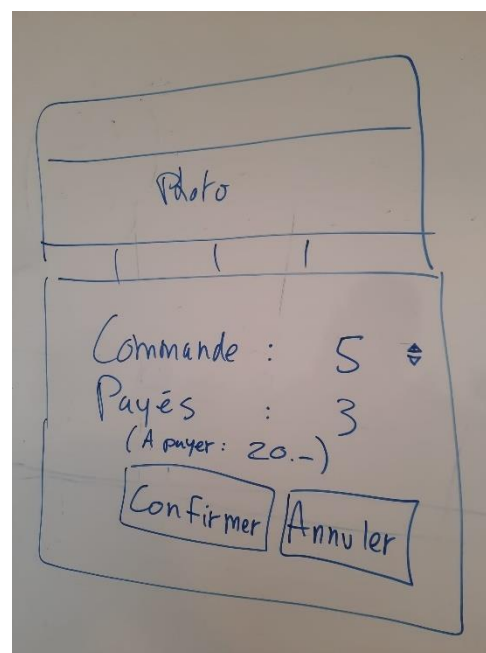 Photo
Commande : 5
Payés : 3
(A payer: 20.-)
Confirmer Annuler